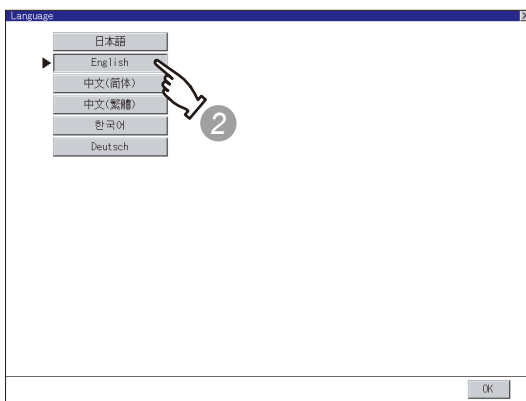 Language
日本語
English
中文(简体)
中文(繁體)
한국어
Deutsch
2
OK